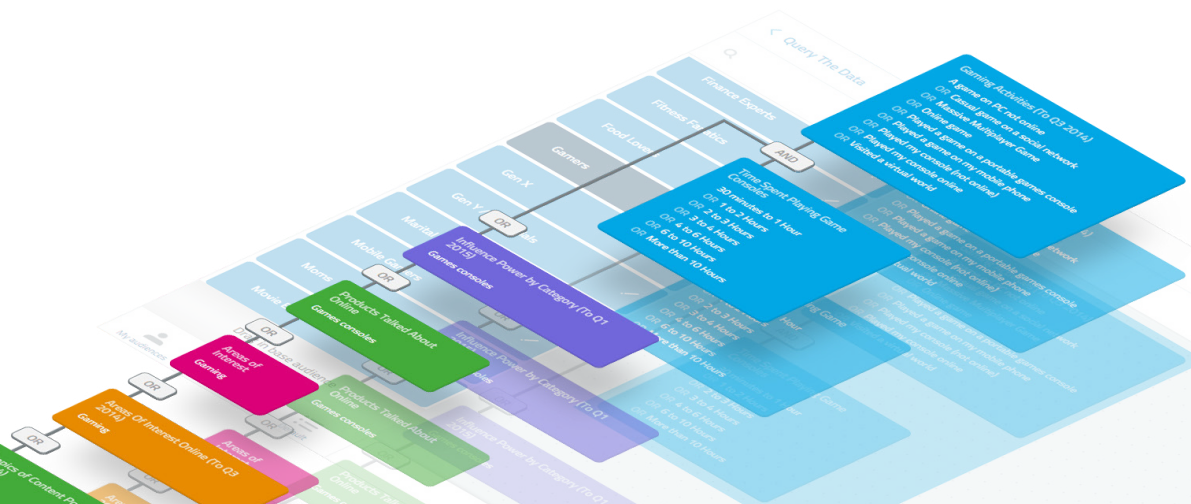 Query The Data
Finance Experts
Fitness Fanatics
Food Lovers
Gamers
Gen X
Gen Y
Marital
Mobile Gamers
Moms
Movie
My audiences
AND
OR
OR
OR
OR
OR
Gaming Activities (To Q3 2014)
A game on PC not online
OR Casual game on a social network
OR Massive Multiplayer Game
OR Online game
OR Played a game on a portable games console
OR Played a game on my mobile phone
OR Played my console (not online)
OR Played my console online
OR Visited a virtual world
Time Spent Playing Game
Consoles
30 minutes to 1 Hour
OR 1 to 2 Hours
OR 2 to 3 Hours
OR 3 to 4 Hours
OR 4 to 6 Hours
OR 6 to 10 Hours
OR More than 10 Hours
Influence Power by Category (To Q1
2015)
Games consoles
Products Talked About
Online
Games consoles
Areas of
Interest
Gaming
Areas Of Interest Online (To Q3
2014)
Gaming
of Content